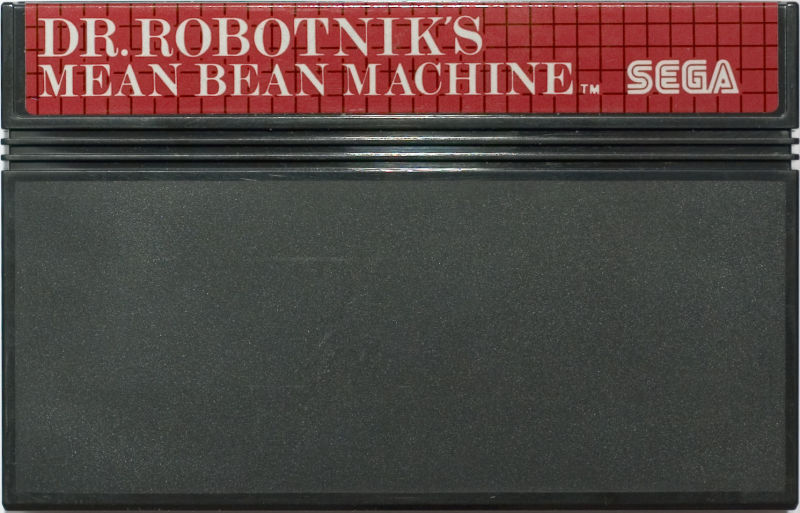 DR. ROBOTNIK'S
MEAN BEAN MACHINE™ SEGA